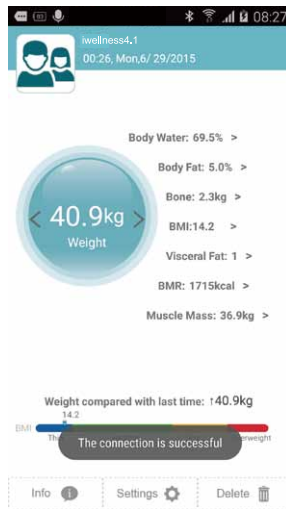 08:27
iwellness4.1
00:26, Mon,6/ 29/2015
Body Water: 69.5% >
Body Fat: 5.0% >
Bone: 2.3kg >
< 40.9kg >
Weight
BMI:14.2 >
Visceral Fat: 1 >
BMR: 1715kcal >
Muscle Mass: 36.9kg >
Weight compared with last time: ↑40.9kg
14.2
BMI
The connection is successful
Info
Settings
Delete